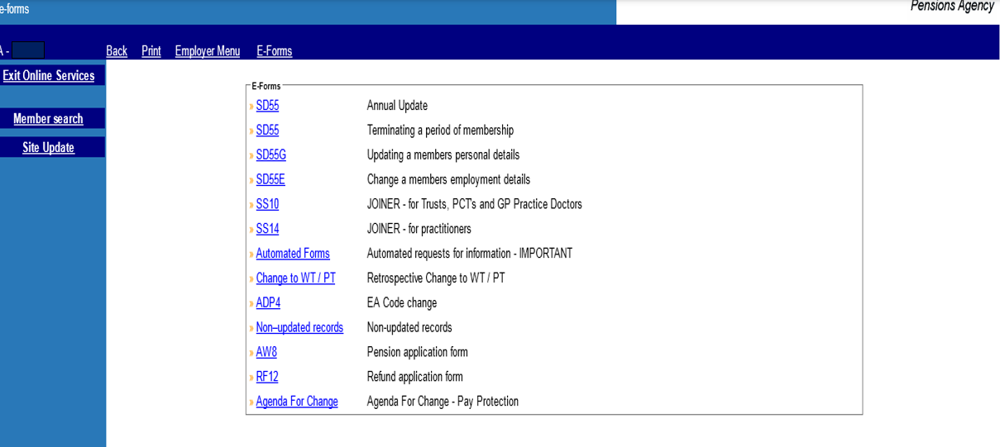 e-forms
Pensions Agency
A -
Back Print Employer Menu E-Forms
Exit Online Services
Member search
Site Update
E-Forms
» SD55 Annual Update
» SD55 Terminating a period of membership
» SD55G Updating a members personal details
» SD55E Change a members employment details
» SS10 JOINER - for Trusts, PCT's and GP Practice Doctors
» SS14 JOINER - for practitioners
» Automated Forms Automated requests for information - IMPORTANT
» Change to WT / PT Retrospective Change to WT / PT
» ADP4 EA Code change
» Non–updated records Non-updated records
» AW8 Pension application form
» RF12 Refund application form
» Agenda For Change Agenda For Change - Pay Protection